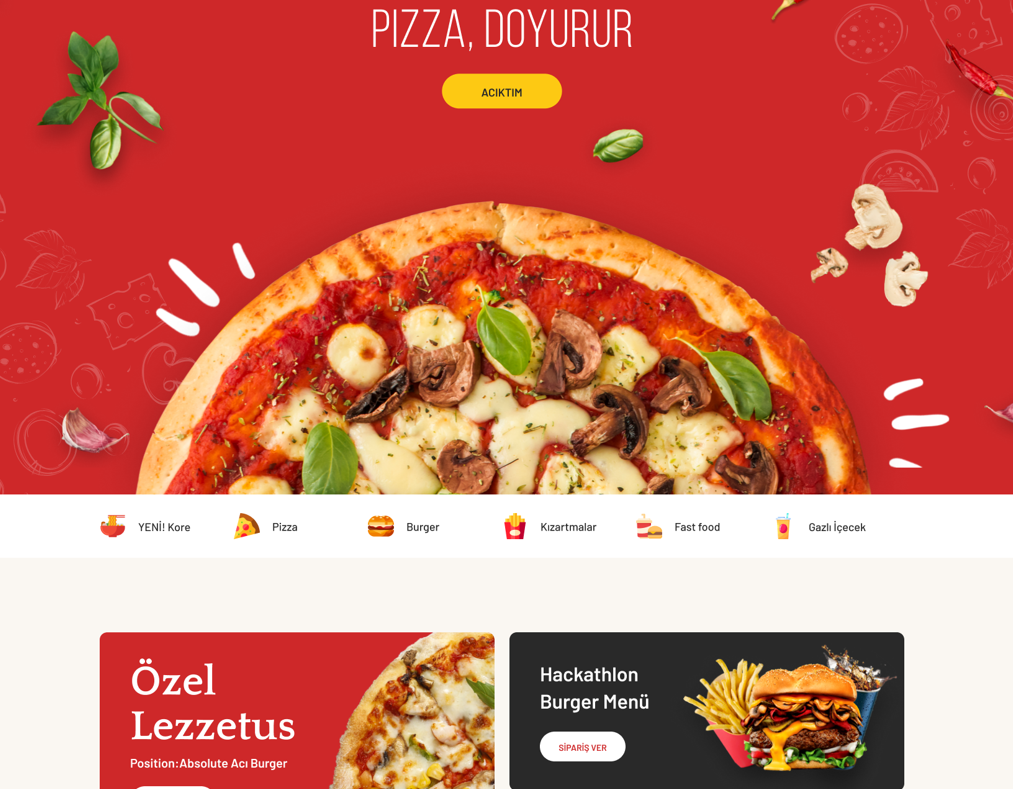 PIZZA, DOYURUR
ACIKTIM
YENİ! Kore
Pizza
Burger
Kızartmalar
Fast food
Gazlı İçecek
Özel
Lezzetus
Position:Absolute Acı Burger
Hackathlon
Burger Menü
SİPARİŞ VER